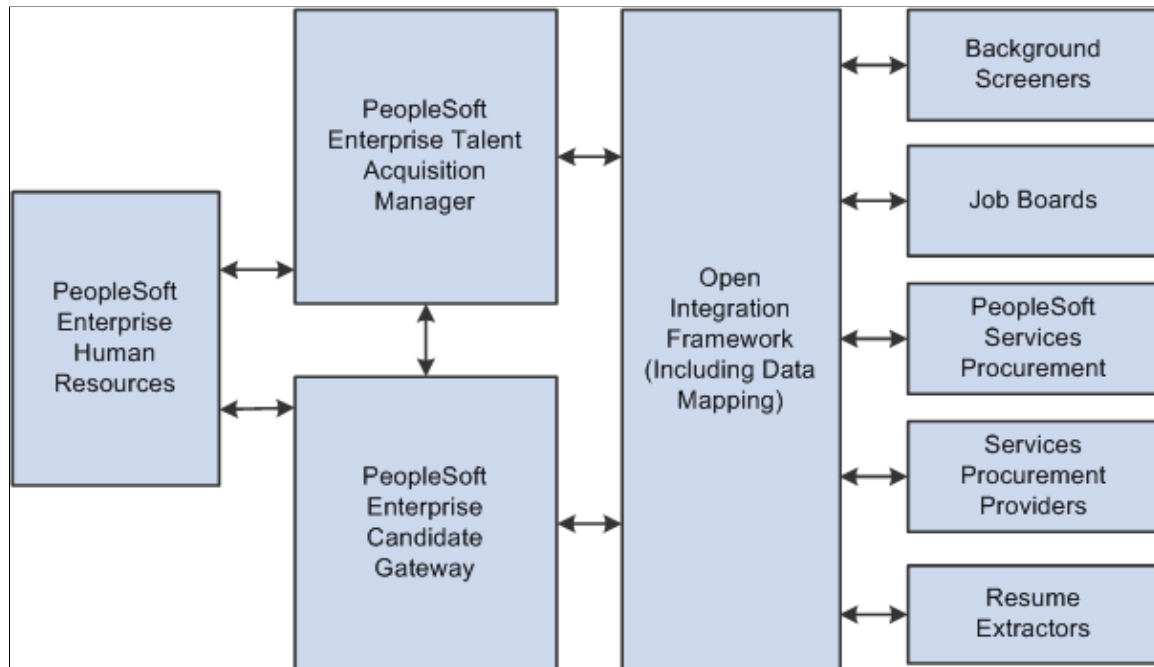 PeopleSoft
Enterprise
Human
Resources
PeopleSoft
Enterprise Talent
Acquisition
Manager
PeopleSoft
Enterprise
Candidate
Gateway
Open
Integration
Framework
(Including Data
Mapping)
Background
Screeners
Job Boards
PeopleSoft
Services
Procurement
Services
Procurement
Providers
Resume
Extractors